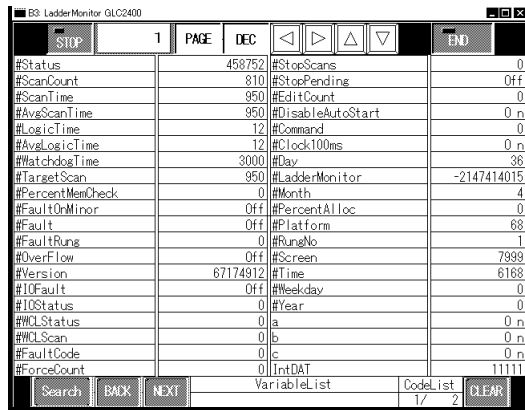 B3: LadderMonitor GLC2400
STOP 1 PAGE DEC END
#Status 458752 #StopScans 0
#ScanCount 810 #StopPending Off
#ScanTime 950 #EditCount 0
#AvgScanTime 950 #DisableAutoStart 0 n
#LogicTime 12 #Command 0
#AvgLogicTime 12 #Clock100ms 0 n
#WatchdogTime 3000 #Day 36
#TargetScan 950 #LadderMonitor -2147414015
#PercentMemCheck 0 #Month 4
#FaultOnMinor Off #PercentAlloc 0
#Fault Off #Platform 68
#FaultRung 0 #RungNo 1
#OverFlow Off #Screen 7999
#Version 67174912 #Time 6168
#IOFault Off #Weekday 0
#IOStatus 0 #Year 0
#WCLStatus 0 a 0 n
#WCLScan 0 b 0 n
#FaultCode 0 c 0 n
#ForceCount 0 IntDAT 11111
Search BACK NEXT VariableList CodeList 1/ 2 CLEAR